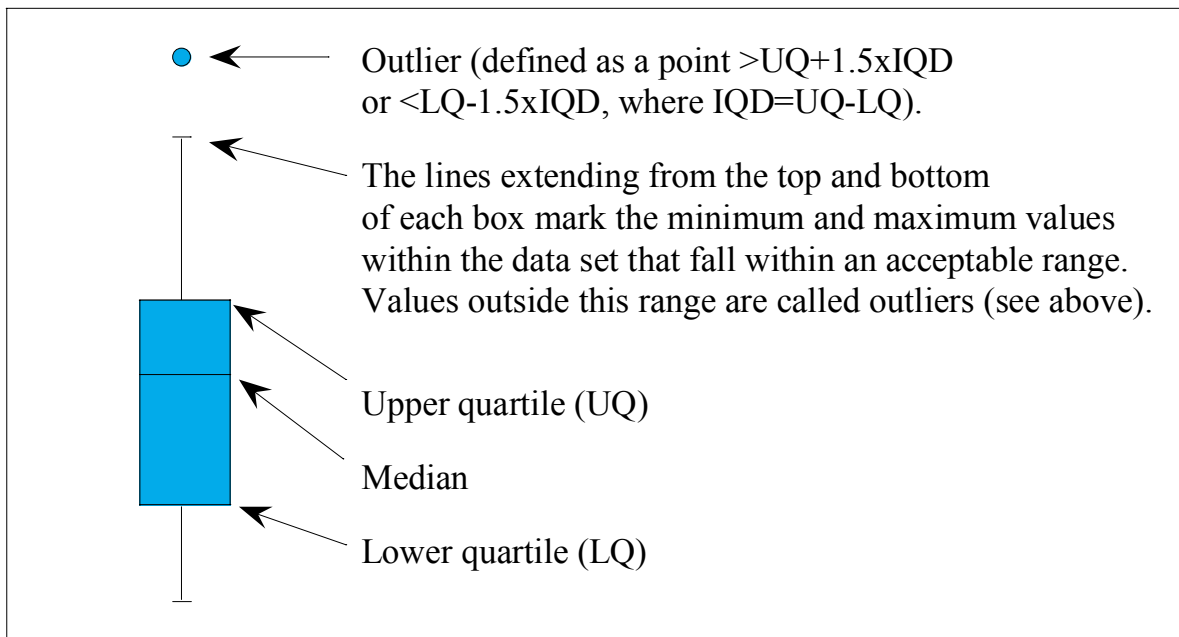 Outlier (defined as a point >UQ+1.5xIQD
or <LQ-1.5xIQD, where IQD=UQ-LQ).
The lines extending from the top and bottom
of each box mark the minimum and maximum values
within the data set that fall within an acceptable range.
Values outside this range are called outliers (see above).
Upper quartile (UQ)
Median
Lower quartile (LQ)